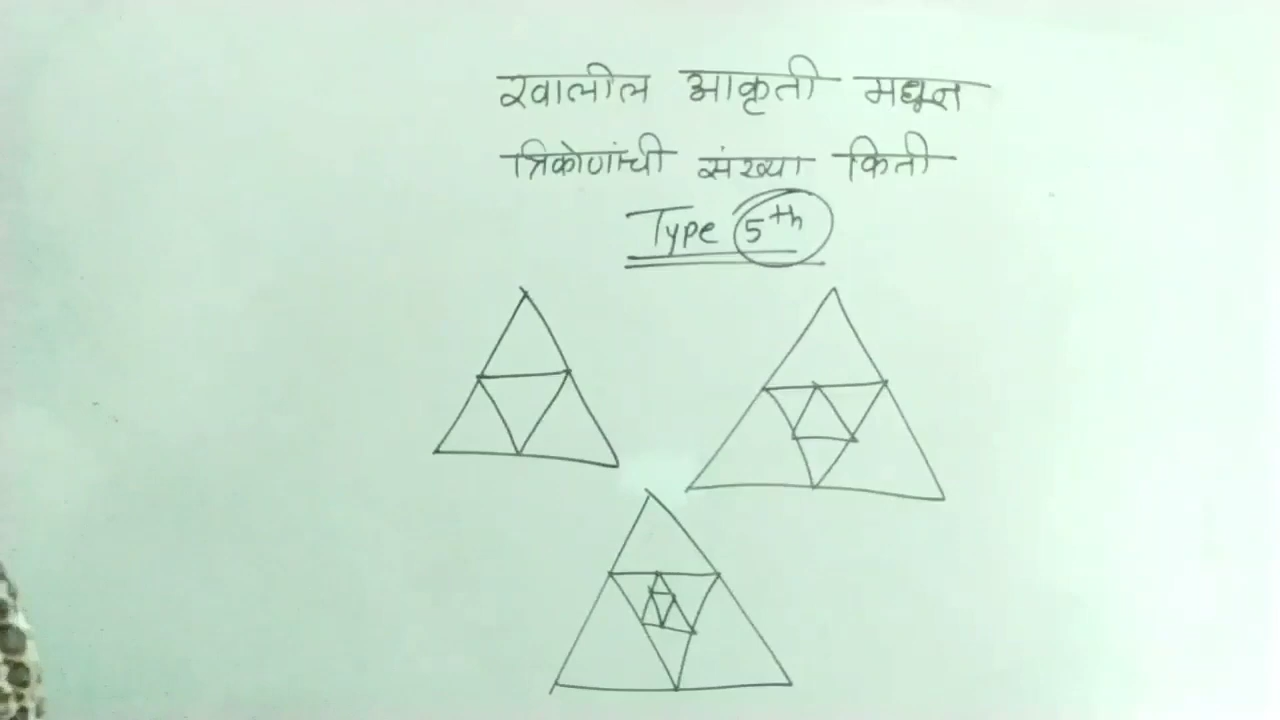 खालील आकृती मधून
त्रिकोणांची संख्या किती
Type 5th